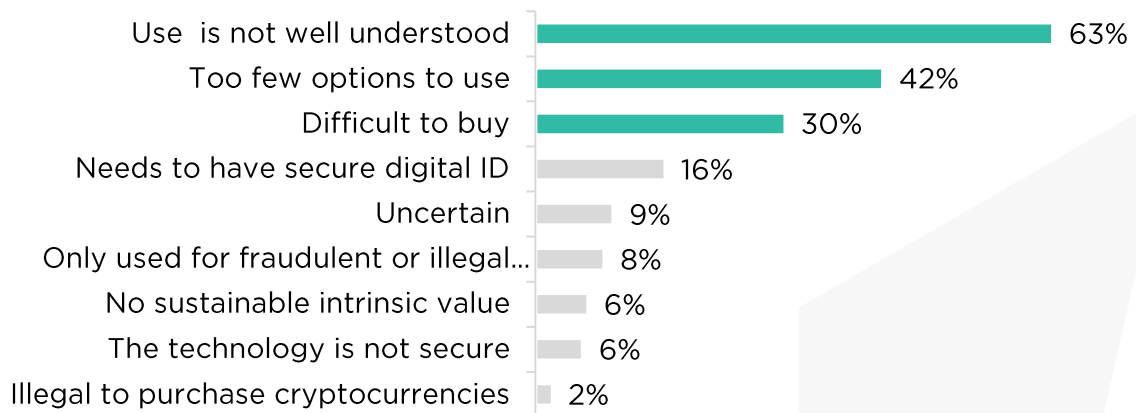 Use  is not well understood 63%
Too few options to use 42%
Difficult to buy 30%
Needs to have secure digital ID 16%
Uncertain 9%
Only used for fraudulent or illegal... 8%
No sustainable intrinsic value 6%
The technology is not secure 6%
Illegal to purchase cryptocurrencies 2%